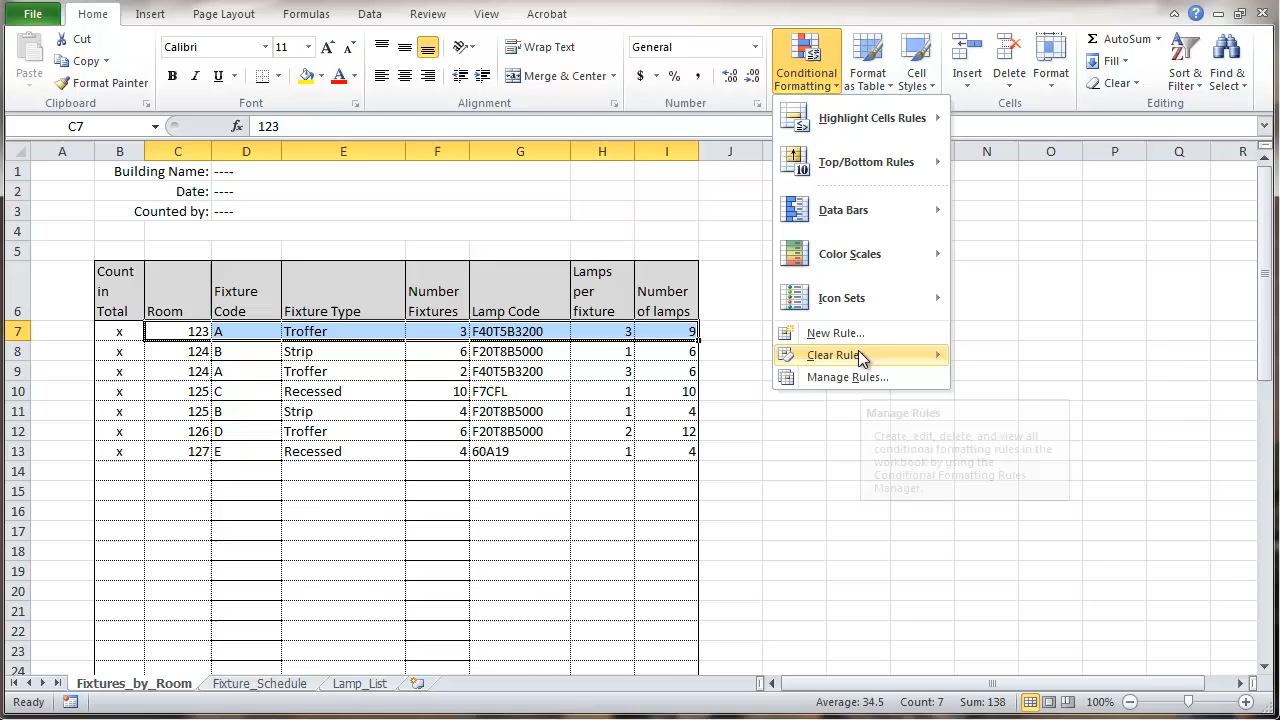 File Home Insert Page Layout Formulas Data Review View Acrobat
Paste Cut Copy Format Painter
Calibri 11
B I U A A A
Wrap Text
Merge & Center
General
$ % ,
Conditional Formatting
Format as Table
Cell Styles
Insert Delete Format
Σ AutoSum
Fill
Clear
Sort & Filter
Find & Select
Clipboard Font Alignment Number Cells Editing
C7 fx 123
A B C D E F G H I J N O P Q R
1 Building Name: ----
2 Date: ----
3 Counted by: ----
4
5
6 Count in Total Room Fixture Code Fixture Type Number Fixtures Lamp Code Lamps per fixture Number of lamps
7 x 123 A Troffer 3 F40T5B3200 3 9
8 x 124 B Strip 6 F20T8B5000 1 6
9 x 124 A Troffer 2 F40T5B3200 3 6
10 x 125 C Recessed 10 F7CFL 1 10
11 x 125 B Strip 4 F20T8B5000 1 4
12 x 126 D Troffer 6 F20T8B5000 2 12
13 x 127 E Recessed 4 60A19 1 4
14
15
16
17
18
19
20
21
22
23
24
Highlight Cells Rules
Top/Bottom Rules
10
Data Bars
Color Scales
Icon Sets
New Rule...
Clear Rule
Manage Rules...
Manage Rules
Create, edit, delete, and view all
conditional formatting rules in the
workbook by using the
Conditional Formatting Rules
Manager.
Fixtures_by_Room Fixture_Schedule Lamp_List
Ready Average: 34.5 Count: 7 Sum: 138 100%